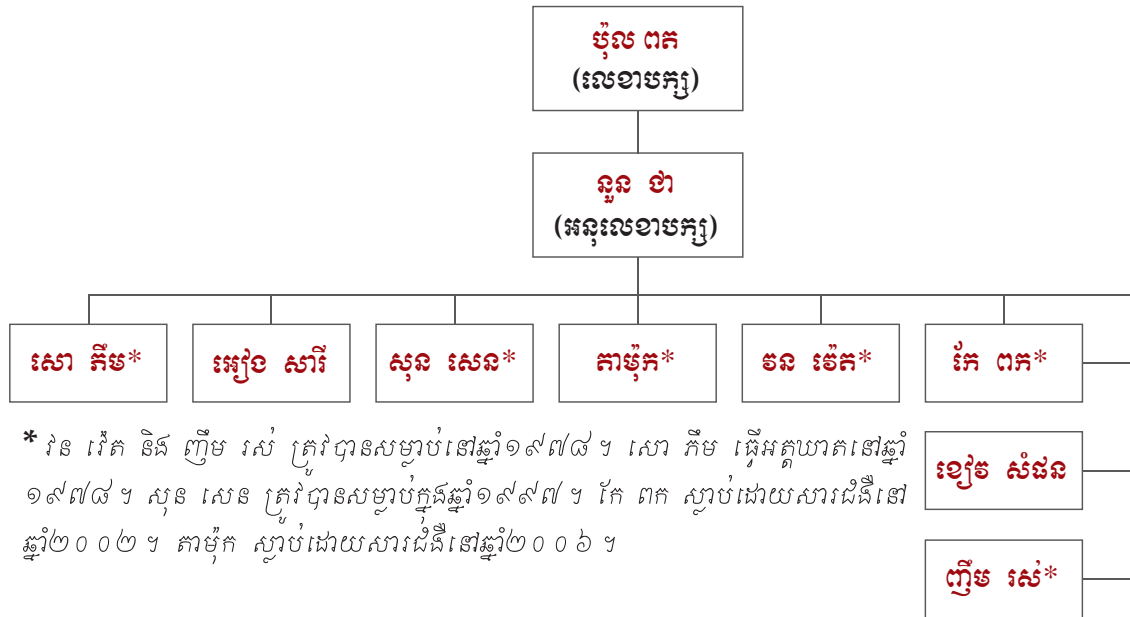 ប៉ុល ពត
(លេខាបក្ស)
នួន ជា
(អនុលេខាបក្ស)
សោ ភឹម*
អៀង សារី
សុន សេន*
តាម៉ុក*
វន វ៉េត*
កែ ពក*
* វន វ៉េត និង ញឹម រស់ ត្រូវបានសម្លាប់នៅឆ្នាំ១៩៧៨ ។ សោ ភឹម ធ្វើអត្តឃាតនៅឆ្នាំ
១៩៧៨ ។ សុន សេន ត្រូវបានសម្លាប់ក្នុងឆ្នាំ១៩៩៧ ។ កែ ពក ស្លាប់ដោយសារជំងឺនៅ
ឆ្នាំ២០០២ ។ តាម៉ុក ស្លាប់ដោយសារជំងឺនៅឆ្នាំ២០០៦ ។
ខៀវ សំផន
ញឹម រស់*